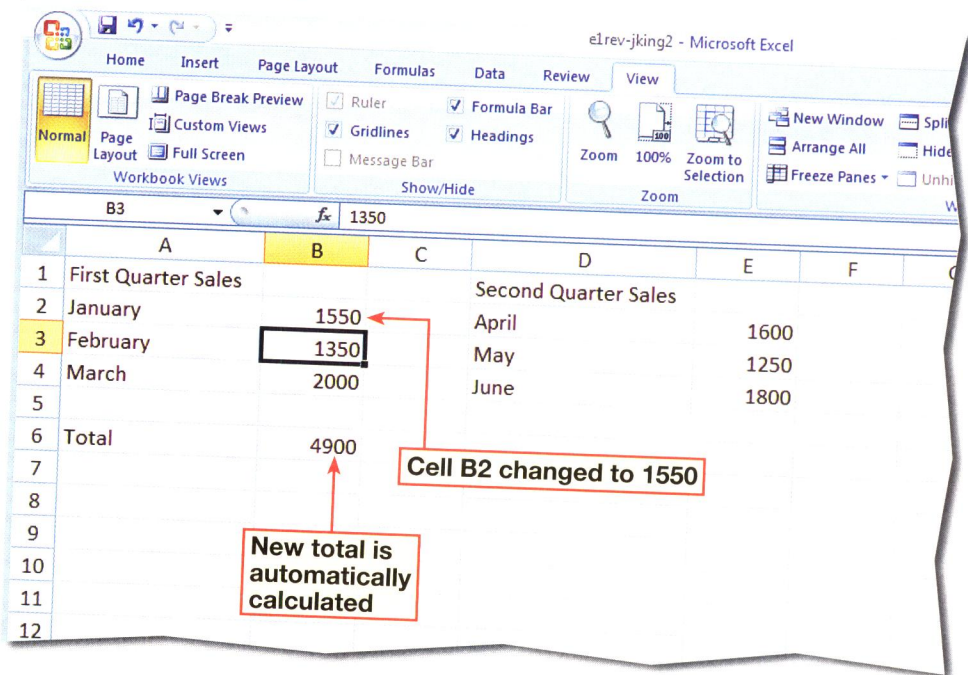 e1rev-jking2 - Microsoft Excel
Home Insert Page Layout Formulas Data Review View
Normal
Page Layout
Page Break Preview
Custom Views
Full Screen
Workbook Views
Ruler
Gridlines
Message Bar
Formula Bar
Headings
Show/Hide
Zoom
100
100%
Zoom to Selection
Zoom
New Window
Arrange All
Freeze Panes
Hide
B3 fx 1350
A B C D E F
1 First Quarter Sales Second Quarter Sales
2 January 1550 April 1600
3 February 1350 May 1250
4 March 2000 June 1800
5
6 Total 4900
7
8
9
10
11
12
Cell B2 changed to 1550
New total is
automatically
calculated